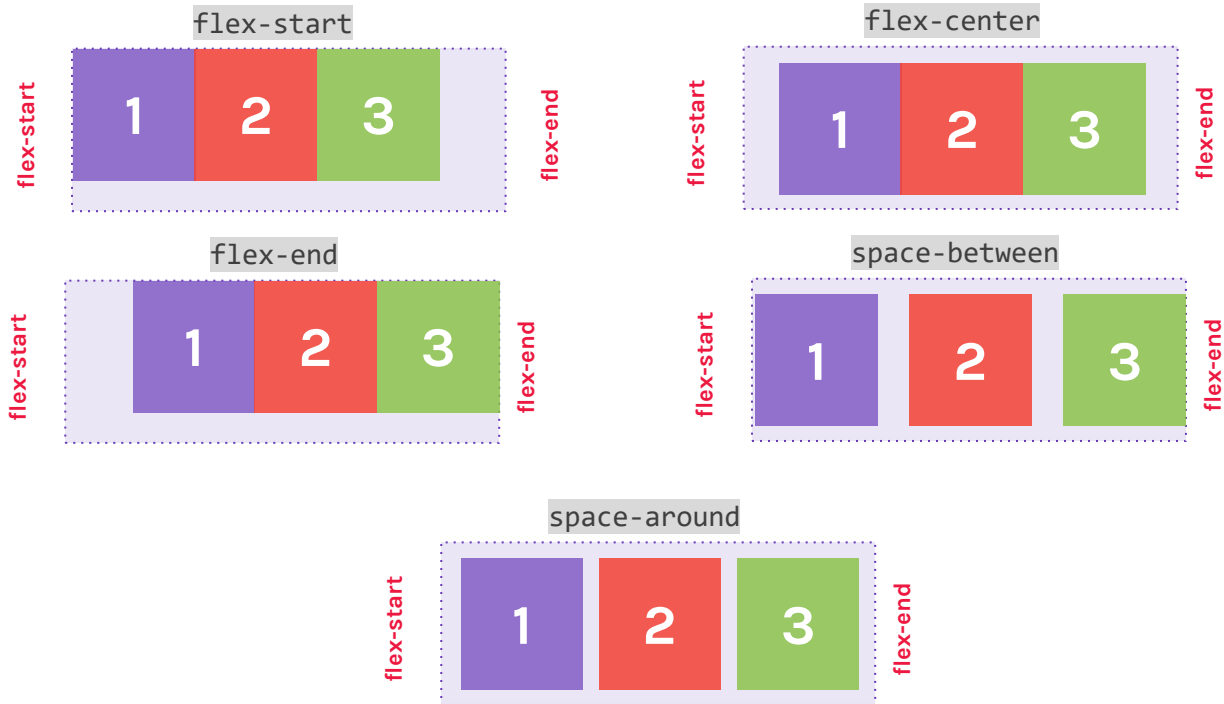 flex-start
flex-start
1 2 3
flex-end
flex-center
flex-start
1 2 3
flex-end
flex-end
flex-start
1 2 3
flex-end
space-between
flex-start
1 2 3
flex-end
space-around
flex-start
1 2 3
flex-end